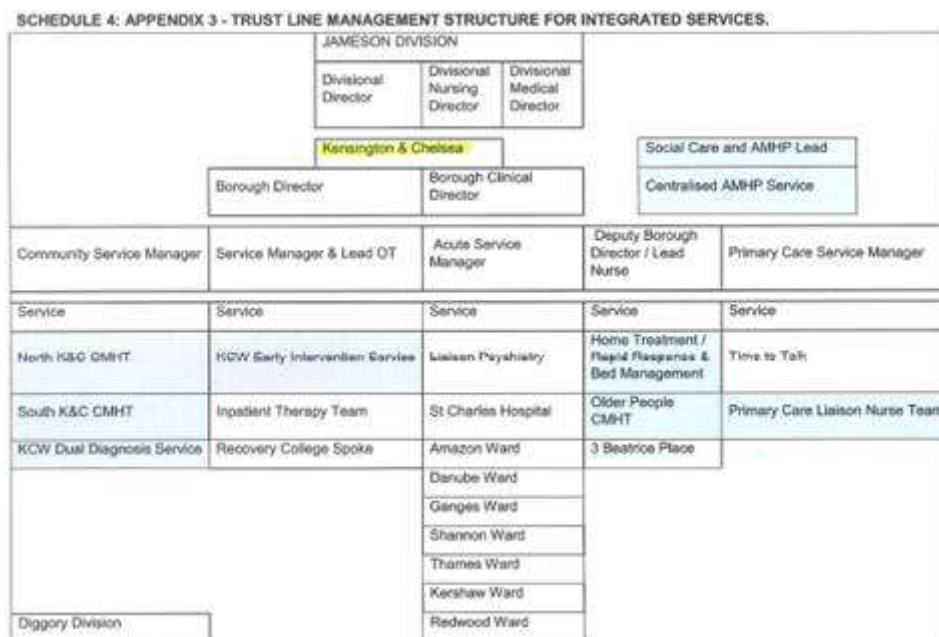 SCHEDULE 4: APPENDIX 3 - TRUST LINE MANAGEMENT STRUCTURE FOR INTEGRATED SERVICES.
JAMESON DIVISION
Divisional
Director
Divisional
Nursing
Director
Divisional
Medical
Director
Kensington & Chelsea
Social Care and AMHP Lead
Borough Director
Borough Clinical
Director
Centralised AMHP Service
Community Service Manager
Service Manager & Lead OT
Acute Service
Manager
Deputy Borough
Director / Lead
Nurse
Primary Care Service Manager
Service
Service
Service
Service
Service
North K&C CMHT
KCW Early Intervention Service
Liaison Psychiatry
Home Treatment /
Rapid Response &
Bed Management
Time to Talk
South K&C CMHT
Inpatient Therapy Team
St Charles Hospital
Older People
CMHT
Primary Care Liaison Nurse Team
KCW Dual Diagnosis Service
Recovery College Spoke
Amazon Ward
3 Beatrice Place
Danube Ward
Ganges Ward
Shannon Ward
Thames Ward
Kershaw Ward
Diggory Division
Redwood Ward